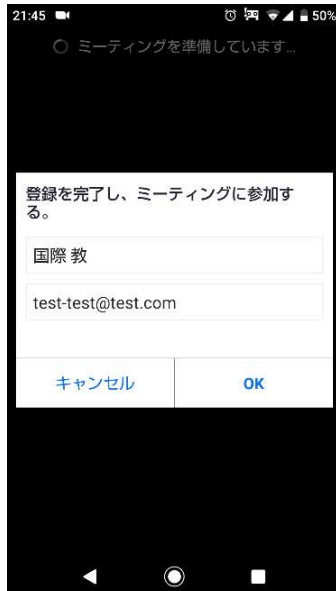 21:45 50%
ミーティングを準備しています...
登録を完了し、ミーティングに参加す
る。
国際 教
test-test@test.com
キャンセル OK